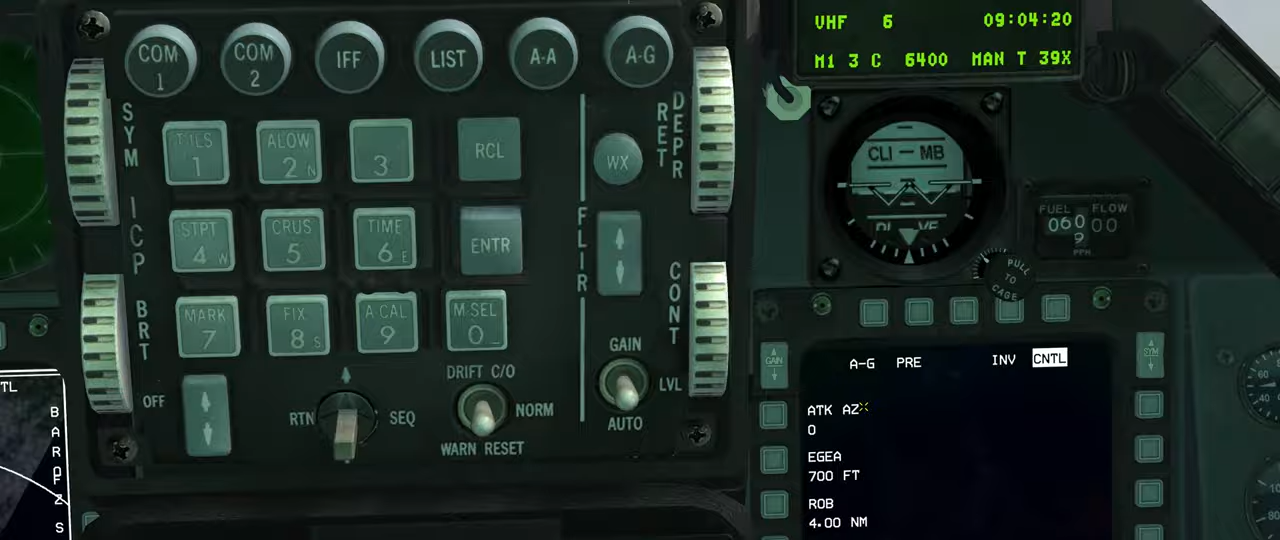 COM 1
COM 2
IFF
LIST
A-A
A-G
VHF 6 09:04:20
M1 3 C 6400 MAN T 39X
SYM
RET
DEPR
1
ALOW 2 N
3
RCL
WX
CLI - MB
ICP
STPT 4 W
CRUS 5
TIME 6 E
ENTR
FLIR
FUEL FLOW
PPH
PULL TO CAGE
BRT
MARK 7
FIX 8 S
A CAL 9
M SEL 0 _
CONT
GAIN
LVL
AUTO
DRIFT C/O
NORM
WARN RESET
OFF
RTN
SEQ
GAIN
SYM
A-G PRE INV CNTL
ATK AZ
0
EGEA
700 FT
ROB
4.00 NM
TL
B
A
R
S
60
40
80